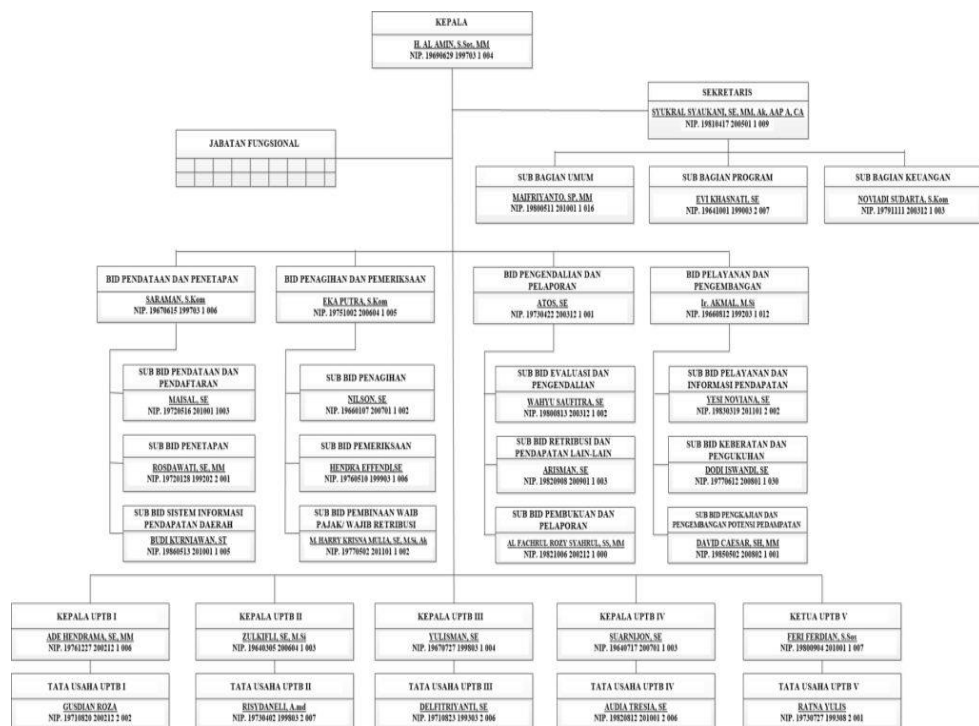 KEPALA
H. AL AMIN, S.Sos, MM
NIP. 19690629 199703 1 004
SEKRETARIS
SYUKRAL SYAUKANI, SE, MM, Ak, AAP A, CA
NIP. 19810417 200501 1 009
JABATAN FUNGSIONAL
SUB BAGIAN UMUM
MAIFRIYANTO, SP, MM
NIP. 19800511 201001 1 016
SUB BAGIAN PROGRAM
EVI KHASNATI, SE
NIP. 19641001 199003 2 007
SUB BAGIAN KEUANGAN
NOVIADI SUDARTA, S.Kom
NIP. 19791111 200312 1 003
BID PENDATAAN DAN PENETAPAN
SARAMAN, S.Kom
NIP. 19670615 199703 1 006
BID PENAGIHAN DAN PEMERIKSAAN
EKA PUTRA, S.Kom
NIP. 19751002 200604 1 005
BID PENGENDALIAN DAN
PELAPORAN
ATOS, SE
NIP. 19730422 200312 1 001
BID PELAYANAN DAN
PENGEMBANGAN
Ir. AKMAL, M.Si
NIP. 19660812 199203 1 012
SUB BID PENDATAAN DAN
PENDAFTARAN
MAISAL, SE
NIP. 19720516 201001 1003
SUB BID PENAGIHAN
NILSON, SE
NIP. 19660107 200701 1 002
SUB BID EVALUASI DAN
PENGENDALIAN
WAHYU SAUFITRA, SE
NIP. 19800813 200312 1 002
SUB BID PELAYANAN DAN
INFORMASI PENDAPATAN
YESI NOVIANA, SE
NIP. 19830319 201101 2 002
SUB BID PENETAPAN
ROSDAWATI, SE, MM
NIP. 19720128 199202 2 001
SUB BID PEMERIKSAAN
HENDRA EFFENDI,SE
NIP. 19760510 199903 1 006
SUB BID RETRIBUSI DAN
PENDAPATAN LAIN-LAIN
ARISMAN, SE
NIP. 19820908 200901 1 003
SUB BID KEBERATAN DAN
PENGUKUHAN
DODI ISWANDI, SE
NIP. 19770612 200801 1 030
SUB BID SISTEM INFORMASI
PENDAPATAN DAERAH
BUDI KURNIAWAN, ST
NIP. 19860513 201001 1 005
SUB BID PEMBINAAN WAIB
PAJAK/ WAJIB RETRIBUSI
M. HARRY KRISNA MULIA, SE, M.Si, Ak
NIP. 19770502 201101 1 002
SUB BID PEMBUKUAN DAN
PELAPORAN
AL FACHRUL ROZY SYAHRUL, SS, MM
NIP. 19821006 200212 1 000
SUB BID PENGKAJIAN DAN
PENGEMBANGAN POTENSI PEDAMPATAN
DAVID CAESAR, SH, MM
NIP. 19850502 200802 1 001
KEPALA UPTB I
ADE HENDRAMA, SE, MM
NIP. 19761227 200212 1 006
KEPALA UPTB II
ZULKIFLI, SE, M.Si
NIP. 19640305 200604 1 003
KEPALA UPTB III
YULISMAN, SE
NIP. 19670727 199803 1 004
KEPALA UPTB IV
SUARNIJON, SE
NIP. 19640717 200701 1 003
KETUA UPTB V
FERI FERDIAN, S.Sos
NIP. 19800904 201001 1 007
TATA USAHA UPTB I
GUSDIAN ROZA
NIP. 19710820 200212 2 002
TATA USAHA UPTB II
RISYDANELI, A.md
NIP. 19730402 199803 2 007
TATA USAHA UPTB III
DELFITRIYANTI, SE
NIP. 19710823 199303 2 006
TATA USAHA UPTB IV
AUDIA TRESIA, SE
NIP. 19820812 201001 2 006
TATA USAHA UPTB V
RATNA YULIS
NIP. 19730727 199308 2 001